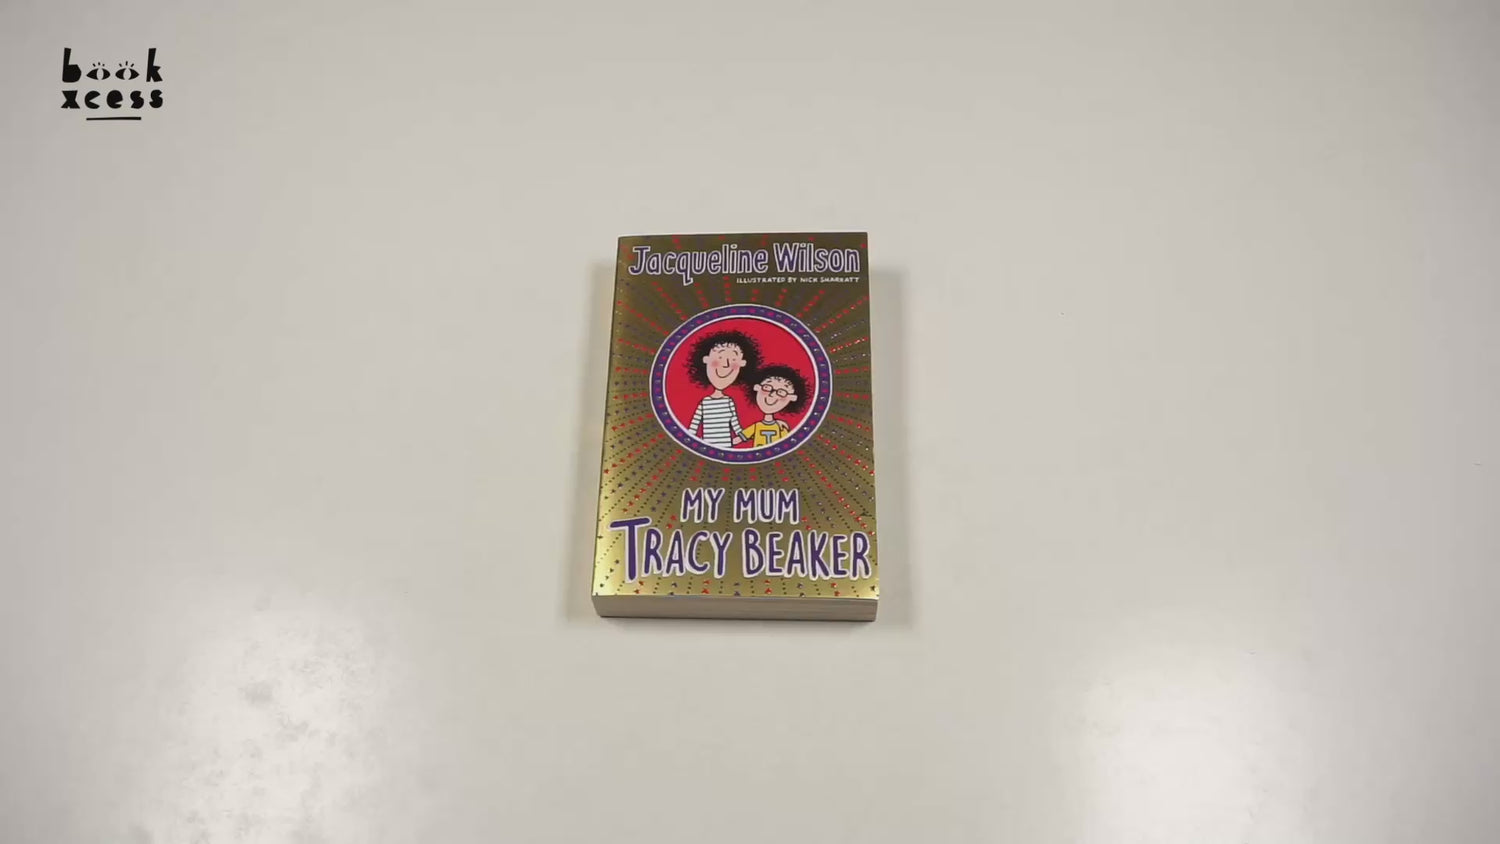 book
xcess
Jacqueline Wilson
ILLUSTRATED BY NICK SHARRATT
T
MY MUM
TRACY BEAKER